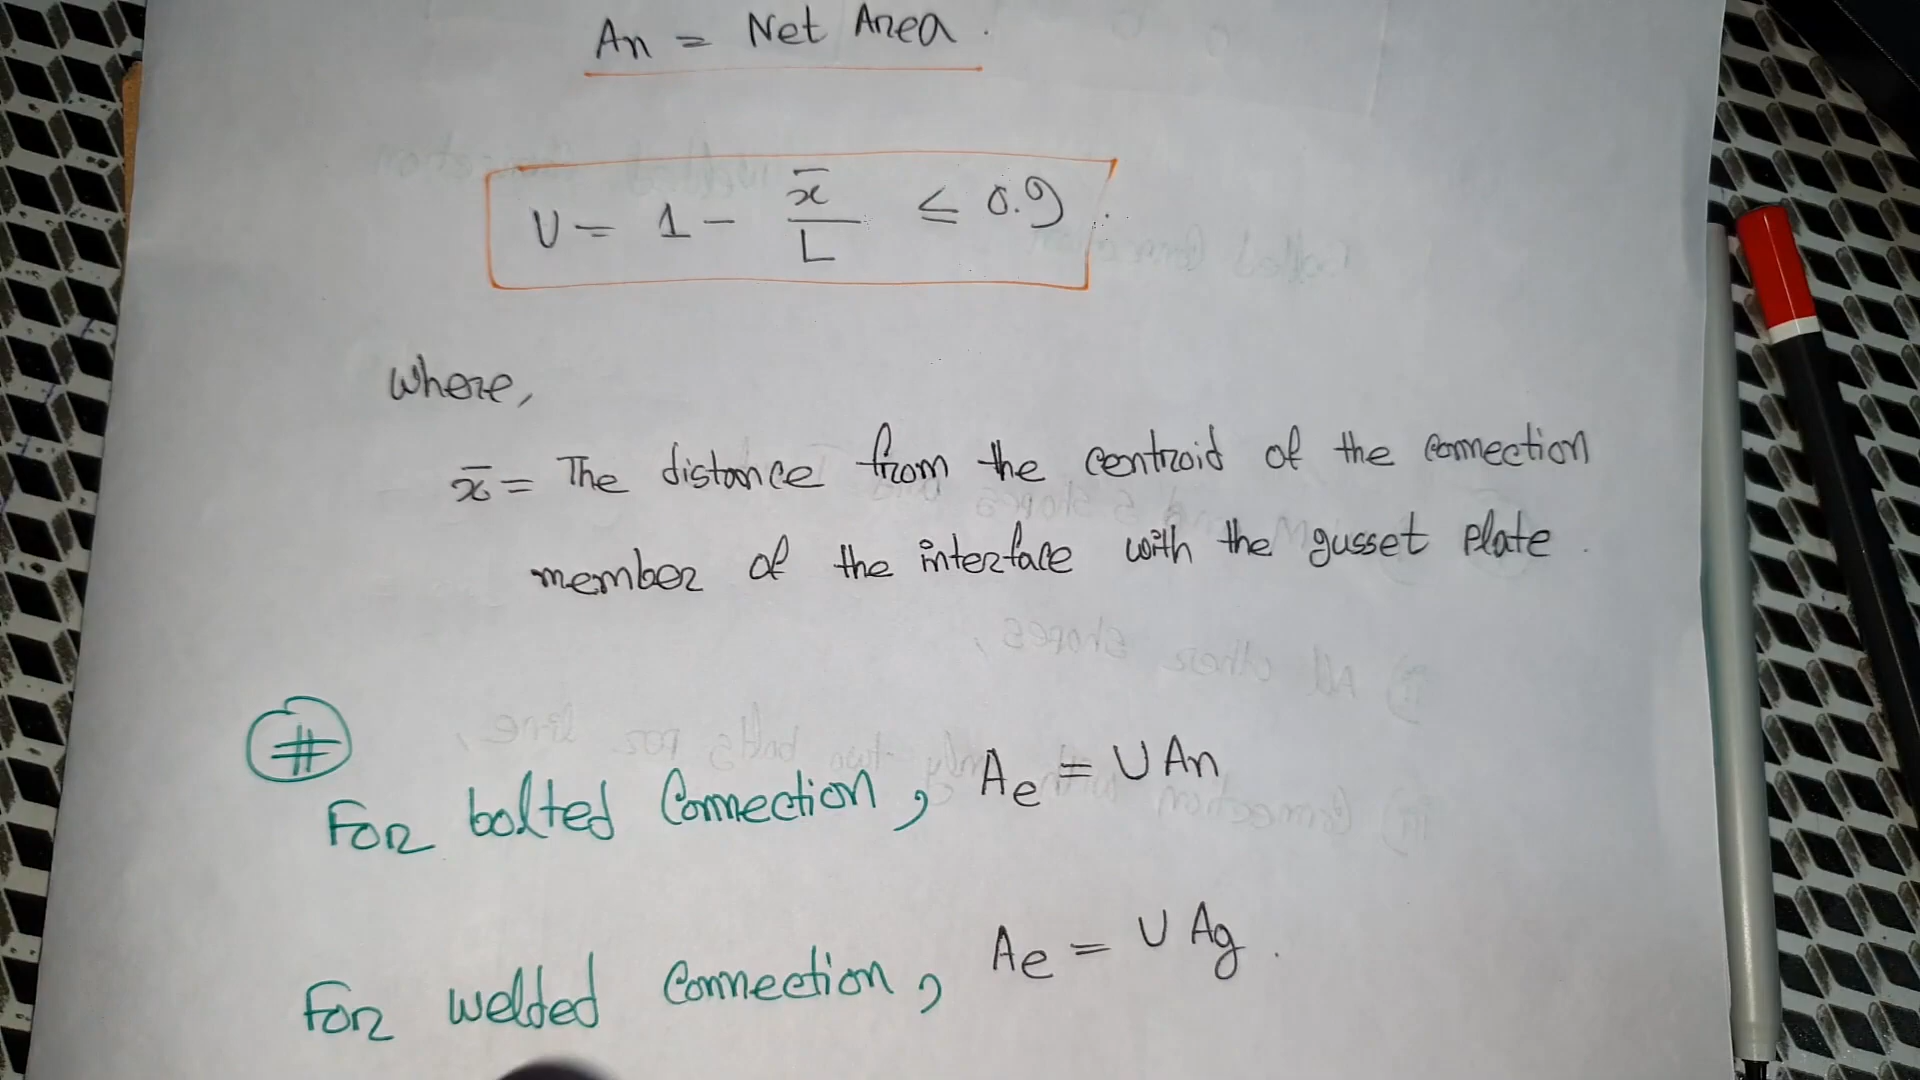 An = Net Area.
U = 1 - x̄/L ≤ 0.9.
where,
x̄ = The distance from the centroid of the connection
member of the interface with the gusset plate.
#
For bolted Connection, Ae = U An
For welded Connection, Ae = U Ag.